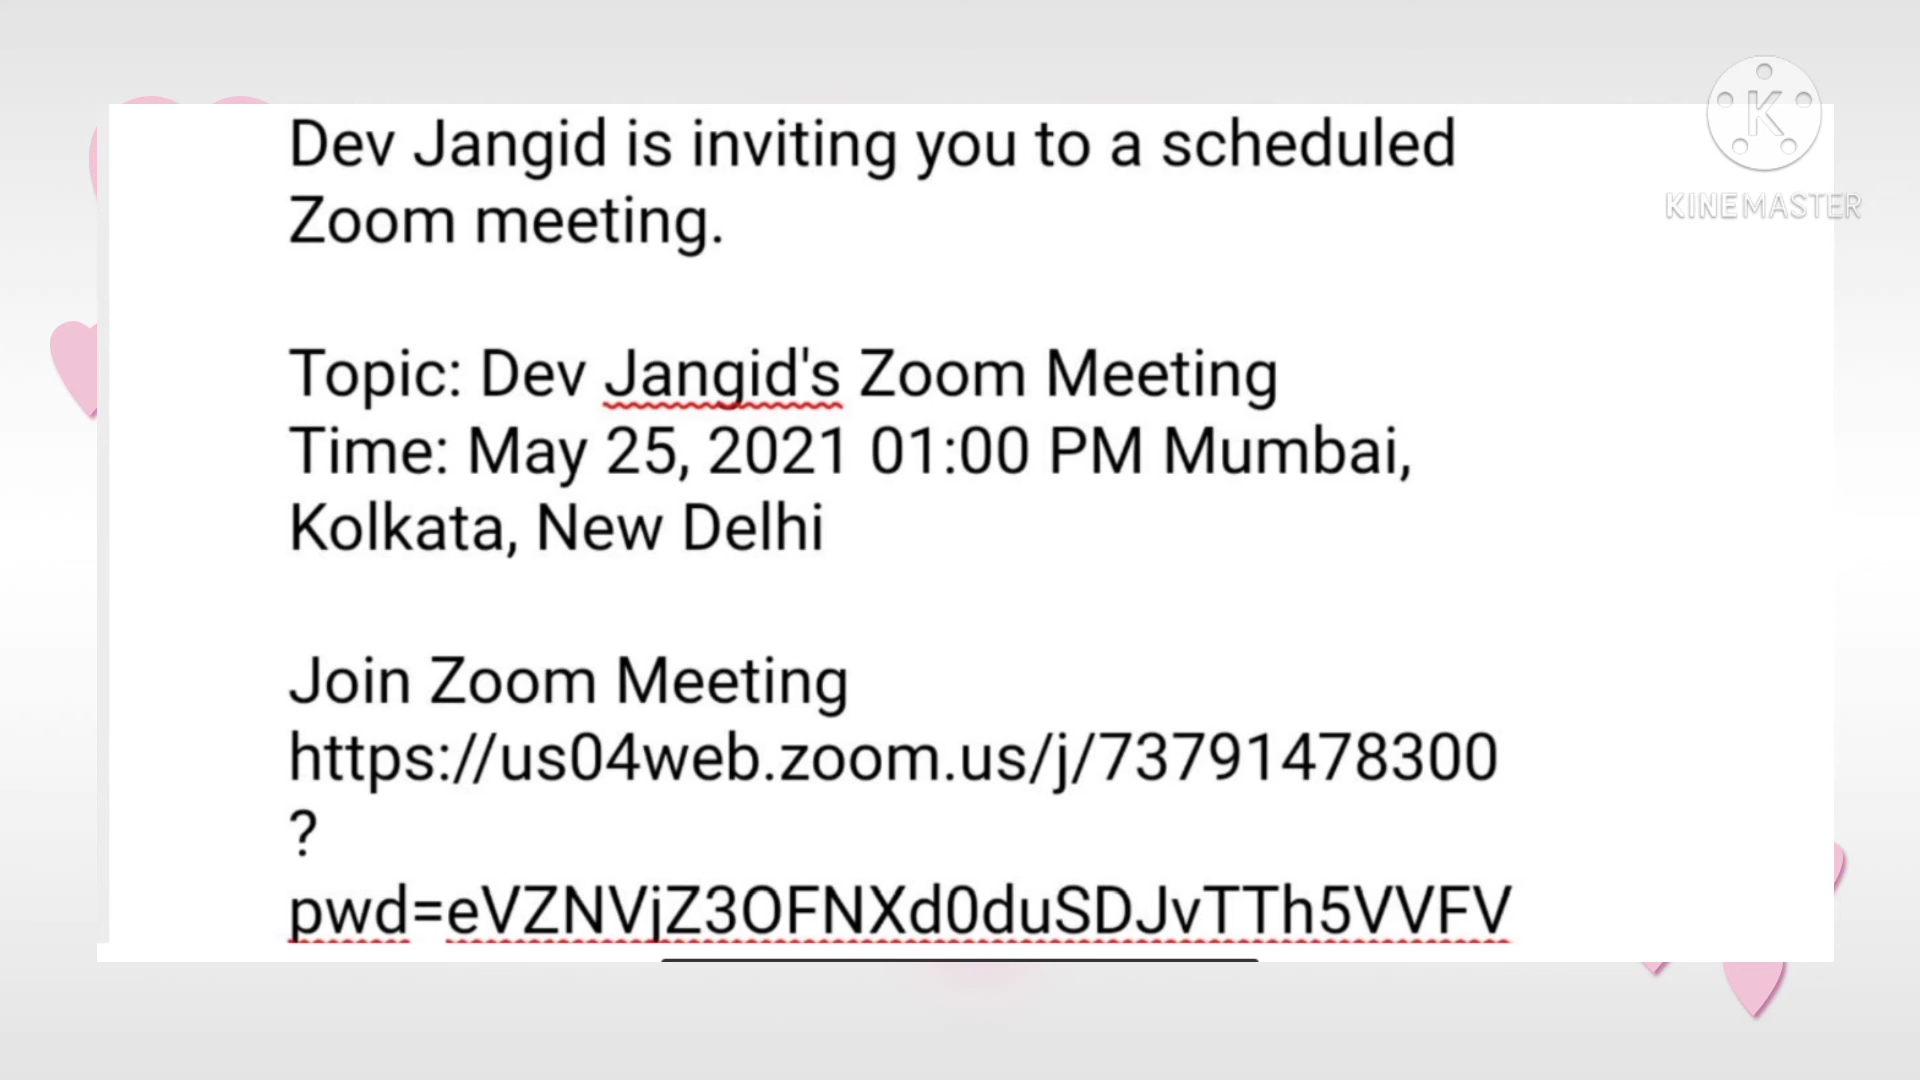 Dev Jangid is inviting you to a scheduled
Zoom meeting.
Topic: Dev Jangid's Zoom Meeting
Time: May 25, 2021 01:00 PM Mumbai,
Kolkata, New Delhi
Join Zoom Meeting
https://us04web.zoom.us/j/73791478300
?
pwd=eVZNVjZ3OFNXd0duSDJvTTh5VVFV
K
KINEMASTER